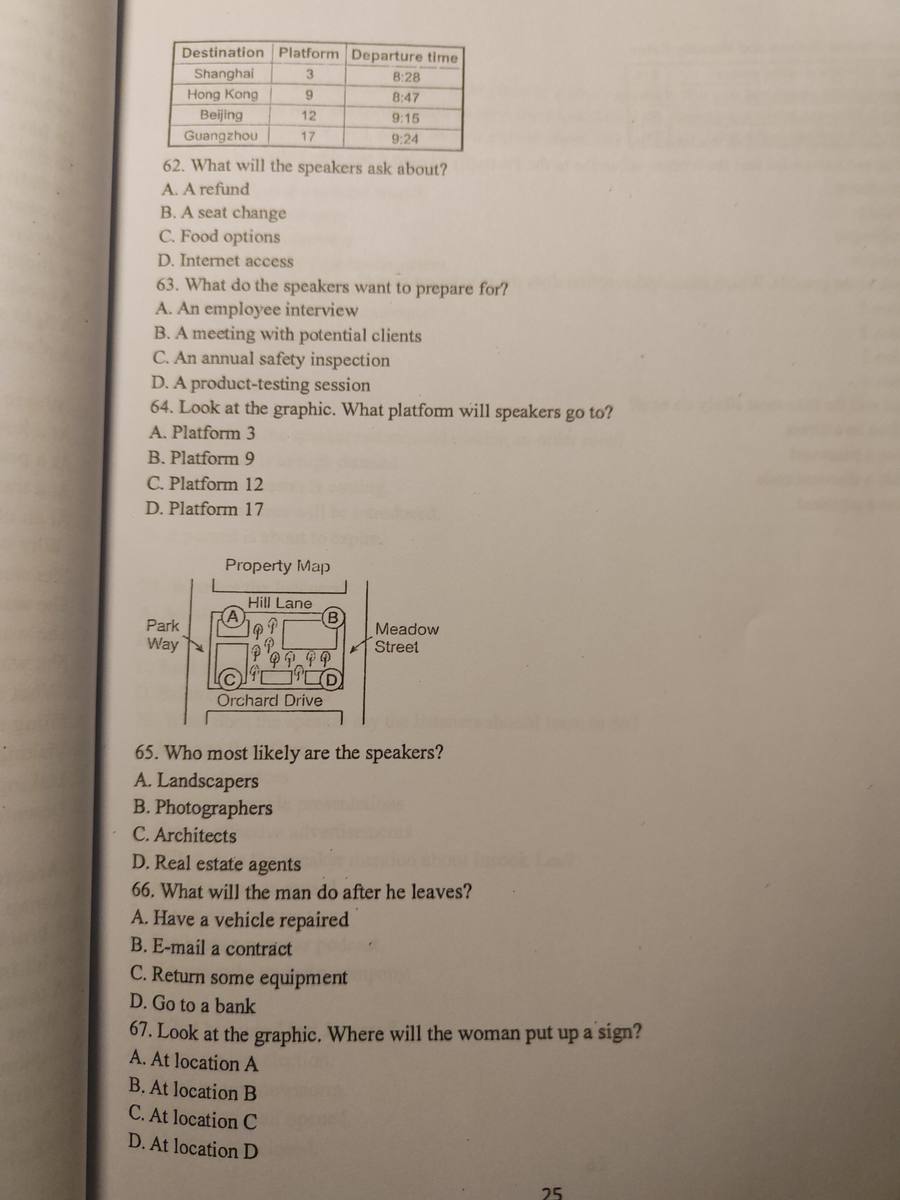 Destination Platform Departure time
Shanghai 3 8:28
Hong Kong 9 8:47
Beijing 12 9:15
Guangzhou 17 9:24
62. What will the speakers ask about?
A. A refund
B. A seat change
C. Food options
D. Internet access
63. What do the speakers want to prepare for?
A. An employee interview
B. A meeting with potential clients
C. An annual safety inspection
D. A product-testing session
64. Look at the graphic. What platform will speakers go to?
A. Platform 3
B. Platform 9
C. Platform 12
D. Platform 17
Property Map
Hill Lane
A B
Park Way
Meadow Street
C D
Orchard Drive
65. Who most likely are the speakers?
A. Landscapers
B. Photographers
C. Architects
D. Real estate agents
66. What will the man do after he leaves?
A. Have a vehicle repaired
B. E-mail a contract
C. Return some equipment
D. Go to a bank
67. Look at the graphic. Where will the woman put up a sign?
A. At location A
B. At location B
C. At location C
D. At location D
25